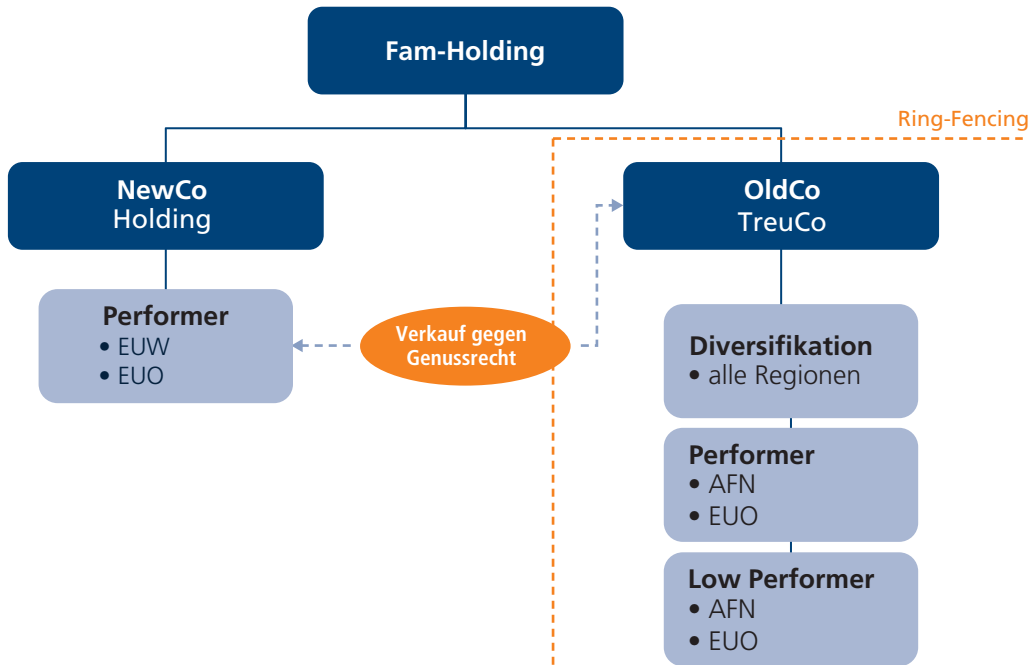 Fam-Holding
Ring-Fencing
NewCo
Holding
OldCo
TreuCo
Performer
• EUW
• EUO
Verkauf gegen
Genussrecht
Diversifikation
• alle Regionen
Performer
• AFN
• EUO
Low Performer
• AFN
• EUO